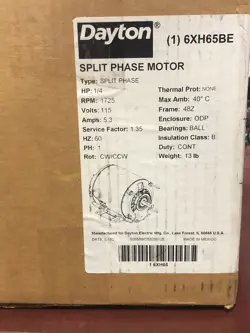 Dayton®
(1) 6XH65BE
SPLIT PHASE MOTOR
Type: SPLIT PHASE
HP: 1/4
RPM: 1725
Volts: 115
Amps: 5.3
Service Factor: 1.35
HZ: 60
PH: 1
Rot: CW/CCW
Thermal Prot: NONE
Max Amb: 40° C
Frame: 48Z
Enclosure: ODP
Bearings: BALL
Insulation Class: B
Duty: CONT
Weight: 13 lb
Manufactured for Dayton Electric Mfg. Co., Lake Forest, IL 60045 U.S.A.
MADE IN MEXICO
1 6XH65